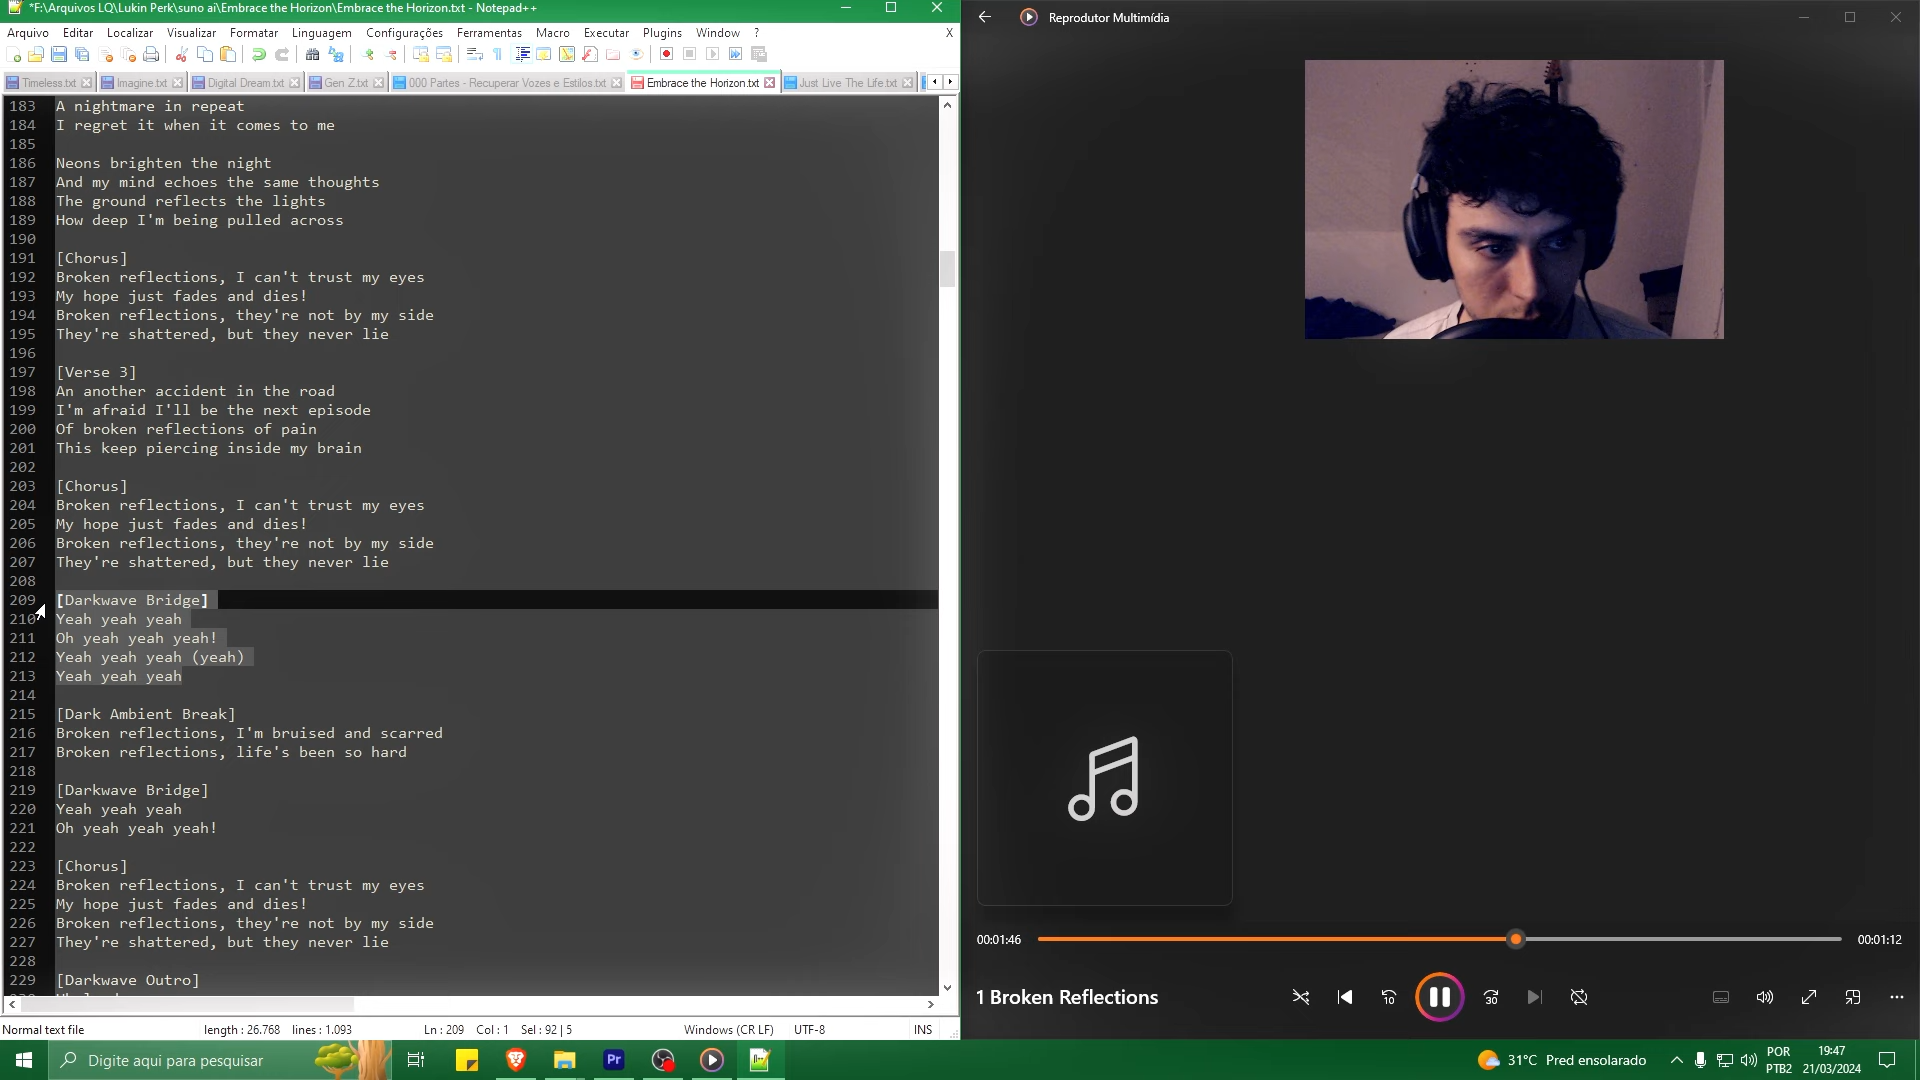 *F:\Arquivos LQ\Lukin Perk\suno ai\Embrace the Horizon\Embrace the Horizon.txt - Notepad++
Arquivo Editar Localizar Visualizar Formatar Linguagem Configurações Ferramentas Macro Executar Plugins Window ? X
Timeless.txt Imagine.txt Digital Dream.txt Gen Z.txt 000 Partes - Recuperar Vozes e Estilos.txt Embrace the Horizon.txt Just Live The Life.txt
183 A nightmare in repeat
184 I regret it when it comes to me
185
186 Neons brighten the night
187 And my mind echoes the same thoughts
188 The ground reflects the lights
189 How deep I'm being pulled across
190
191 [Chorus]
192 Broken reflections, I can't trust my eyes
193 My hope just fades and dies!
194 Broken reflections, they're not by my side
195 They're shattered, but they never lie
196
197 [Verse 3]
198 An another accident in the road
199 I'm afraid I'll be the next episode
200 Of broken reflections of pain
201 This keep piercing inside my brain
202
203 [Chorus]
204 Broken reflections, I can't trust my eyes
205 My hope just fades and dies!
206 Broken reflections, they're not by my side
207 They're shattered, but they never lie
208
209 [Darkwave Bridge]
210 Yeah yeah yeah
211 Oh yeah yeah yeah!
212 Yeah yeah yeah (yeah)
213 Yeah yeah yeah
214
215 [Dark Ambient Break]
216 Broken reflections, I'm bruised and scarred
217 Broken reflections, life's been so hard
218
219 [Darkwave Bridge]
220 Yeah yeah yeah
221 Oh yeah yeah yeah!
222
223 [Chorus]
224 Broken reflections, I can't trust my eyes
225 My hope just fades and dies!
226 Broken reflections, they're not by my side
227 They're shattered, but they never lie
228
229 [Darkwave Outro]
Normal text file length : 26.768 lines : 1.093 Ln : 209 Col : 1 Sel : 92 | 5 Windows (CR LF) UTF-8 INS
Reprodutor Multimídia
00:01:46 00:01:12
1 Broken Reflections
10 30
Digite aqui para pesquisar
Pr
31°C Pred ensolarado
POR
PTB2
19:47
21/03/2024